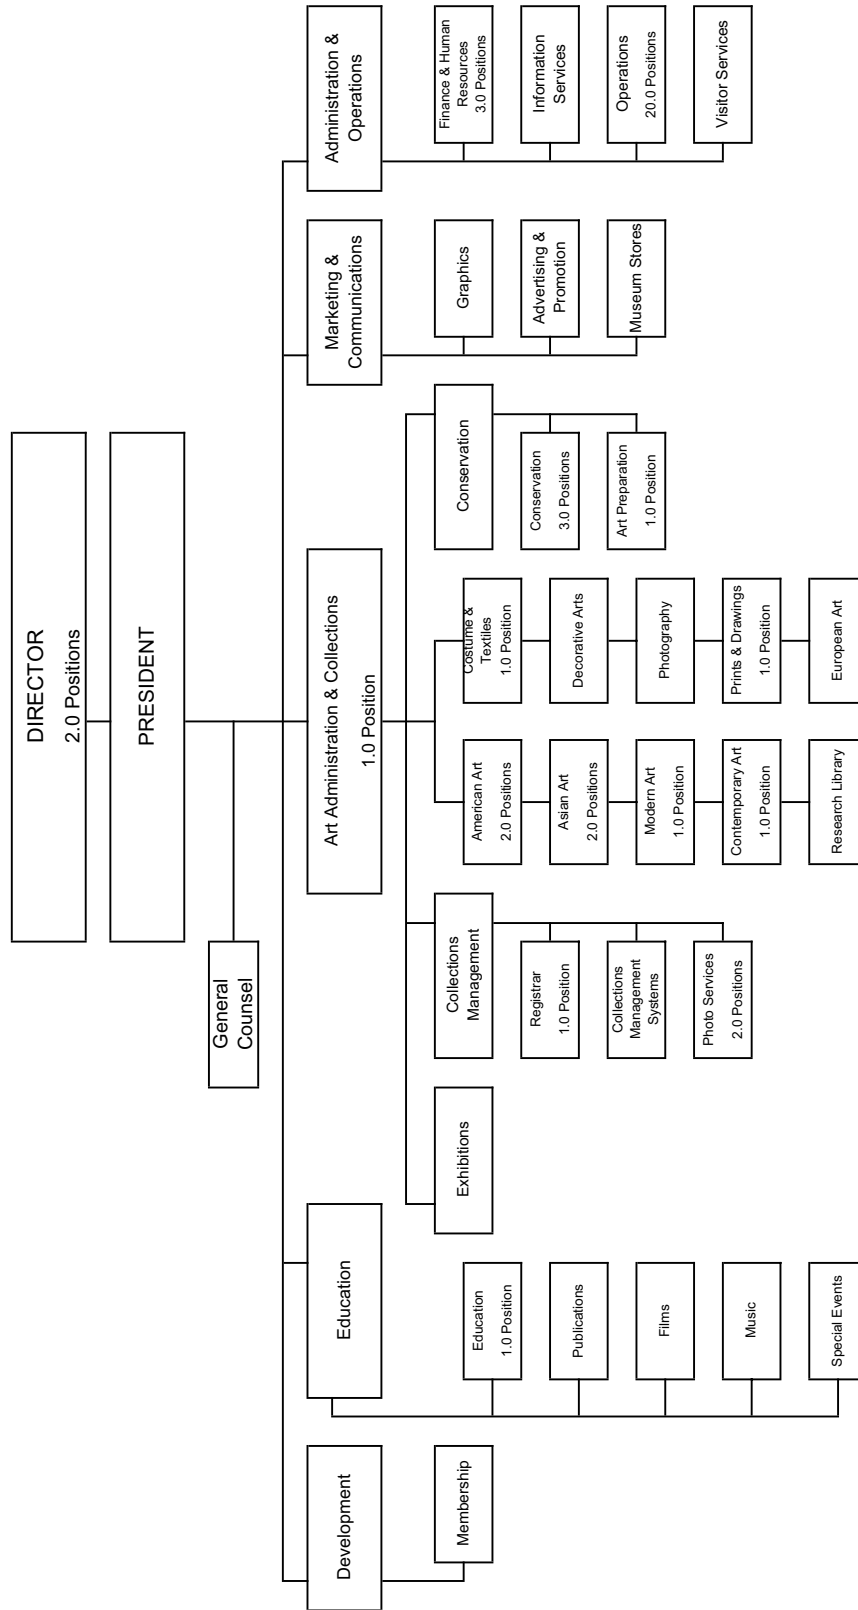 DIRECTOR
2.0 Positions
PRESIDENT
General
Counsel
Development
Education
Art Administration & Collections
1.0 Position
Marketing &
Communications
Administration &
Operations
Membership
Education
1.0 Position
Publications
Films
Music
Special Events
Exhibitions
Collections
Management
Registrar
1.0 Position
Collections
Management
Systems
Photo Services
2.0 Positions
American Art
2.0 Positions
Asian Art
2.0 Positions
Modern Art
1.0 Position
Contemporary Art
1.0 Position
Research Library
Costume &
Textiles
1.0 Position
Decorative Arts
Photography
Prints & Drawings
1.0 Position
European Art
Conservation
Conservation
3.0 Positions
Art Preparation
1.0 Position
Graphics
Advertising &
Promotion
Museum Stores
Finance & Human
Resources
3.0 Positions
Information
Services
Operations
20.0 Positions
Visitor Services